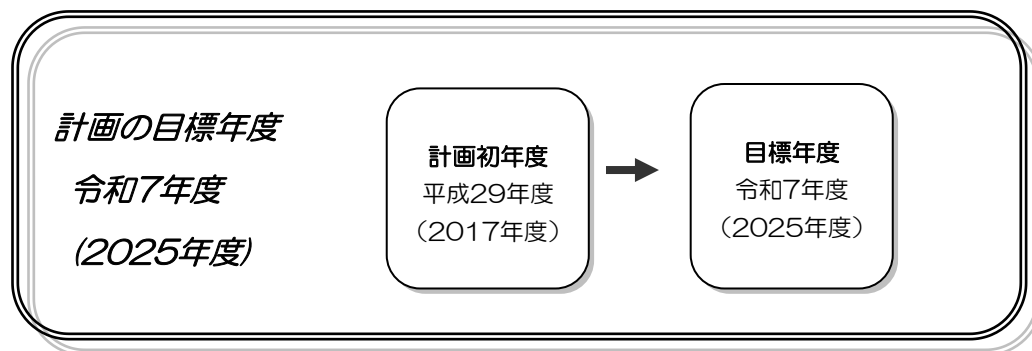 計画の目標年度
令和7年度
(2025年度)
計画初年度
平成29年度
（2017年度）
目標年度
令和7年度
（2025年度）